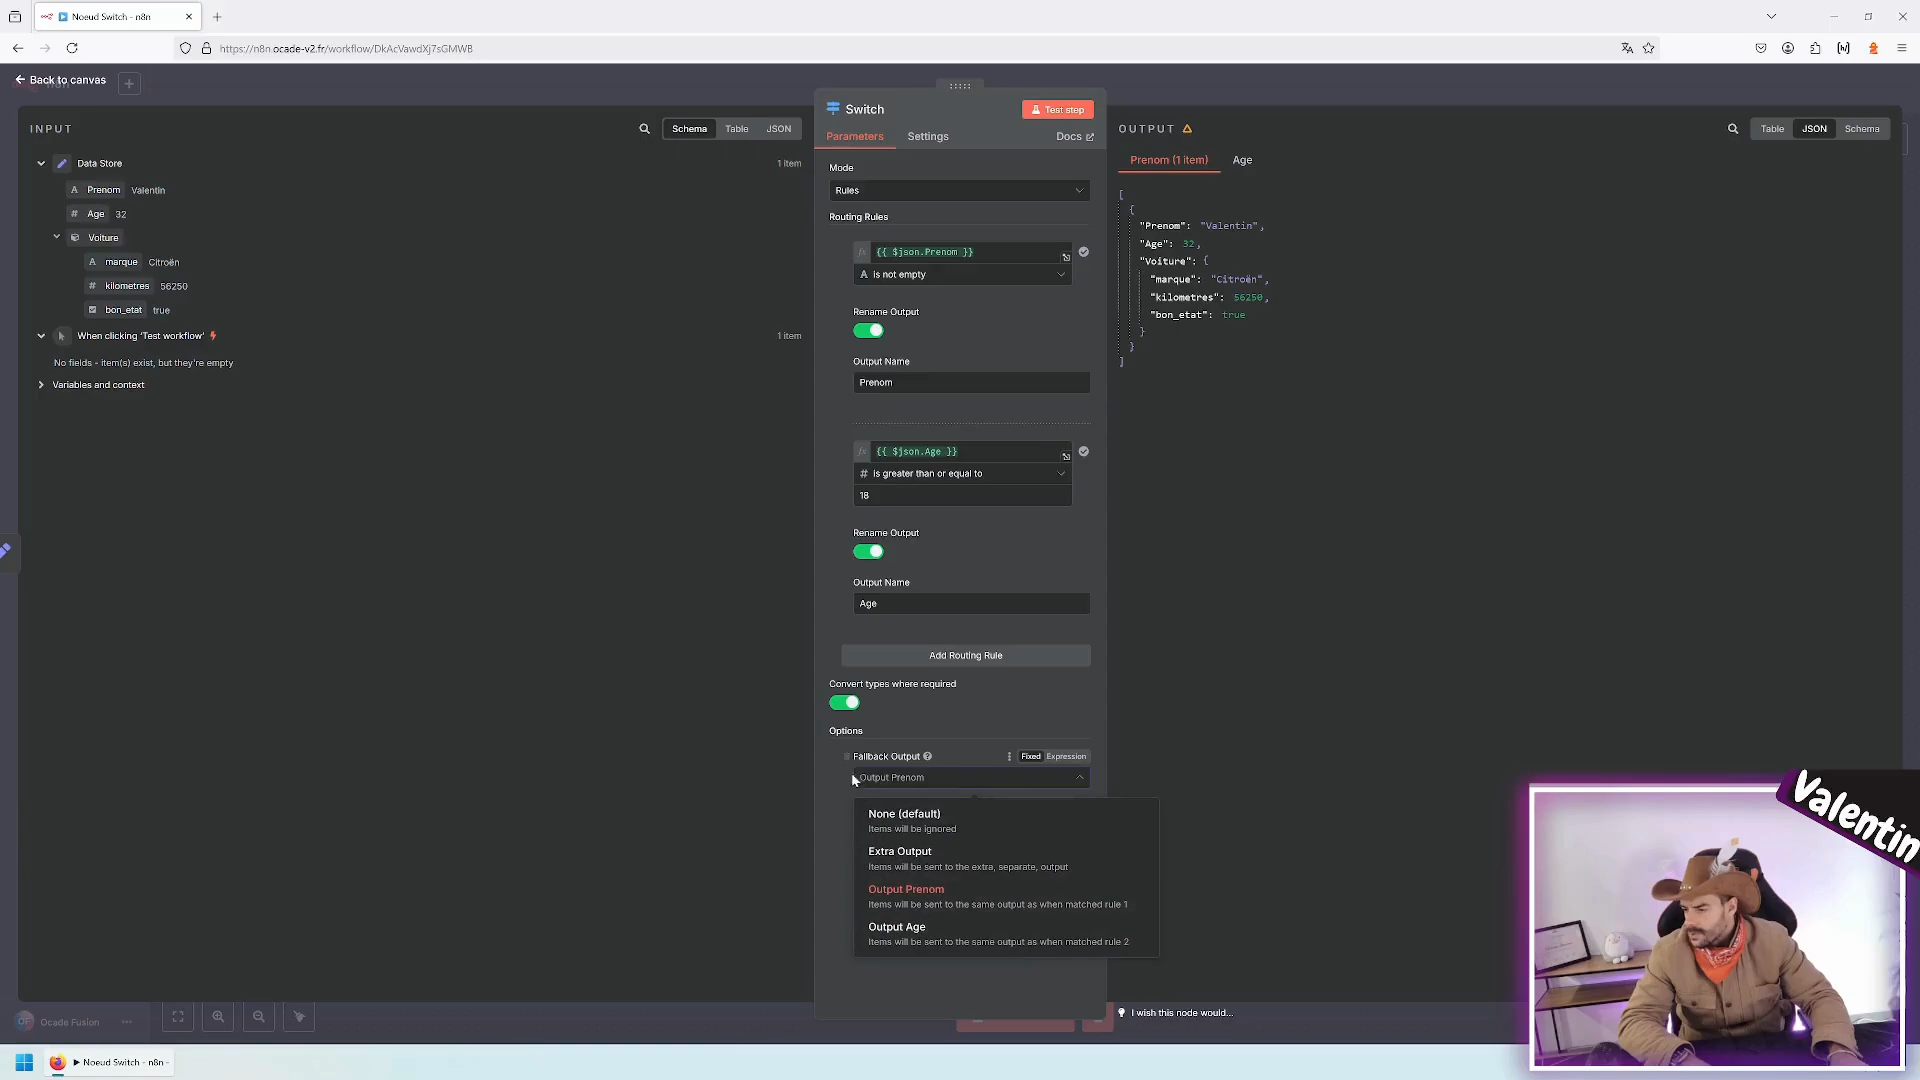 Noeud Switch - n8n
https://n8n.ocade-v2.fr/workflow/DkAcVawdXj7sGMWB
Back to canvas
INPUT
Schema Table JSON
Data Store 1 item
A Prenom Valentin
# Age 32
Voiture
A marque Citroën
# kilometres 56250
bon_etat true
When clicking ‘Test workflow’ 1 item
No fields - item(s) exist, but they're empty
Variables and context
Switch
Test step
Parameters Settings Docs
Mode
Rules
Routing Rules
fx {{ $json.Prenom }}
A is not empty
Rename Output
Output Name
Prenom
fx {{ $json.Age }}
# is greater than or equal to
18
Rename Output
Output Name
Age
Add Routing Rule
Convert types where required
Options
Fallback Output Fixed Expression
Output Prenom
None (default)
Items will be ignored
Extra Output
Items will be sent to the extra, separate, output
Output Prenom
Items will be sent to the same output as when matched rule 1
Output Age
Items will be sent to the same output as when matched rule 2
OUTPUT
Table JSON Schema
Prenom (1 item) Age
[
{
"Prenom": "Valentin",
"Age": 32,
"Voiture": {
"marque": "Citroën",
"kilometres": 56250,
"bon_etat": true
}
}
]
I wish this node would...
OF Ocade Fusion
Valentin
Noeud Switch - n8n -